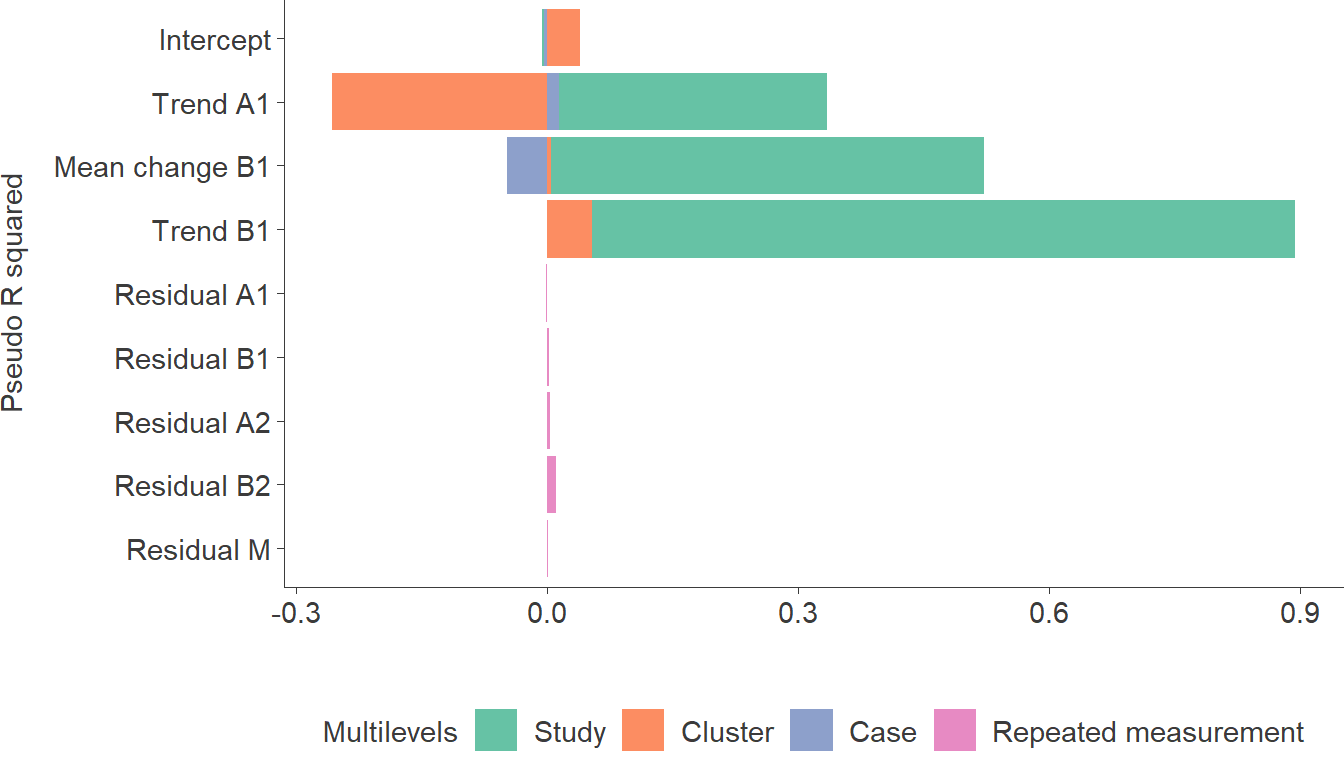 Pseudo R squared
Intercept
Trend A1
Mean change B1
Trend B1
Residual A1
Residual B1
Residual A2
Residual B2
Residual M
-0.3 0.0 0.3 0.6 0.9
Multilevels Study Cluster Case Repeated measurement